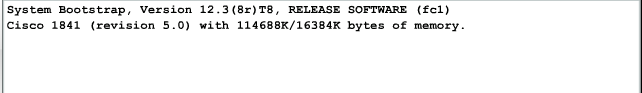 System Bootstrap, Version 12.3(8r)T8, RELEASE SOFTWARE (fc1)
Cisco 1841 (revision 5.0) with 114688K/16384K bytes of memory.